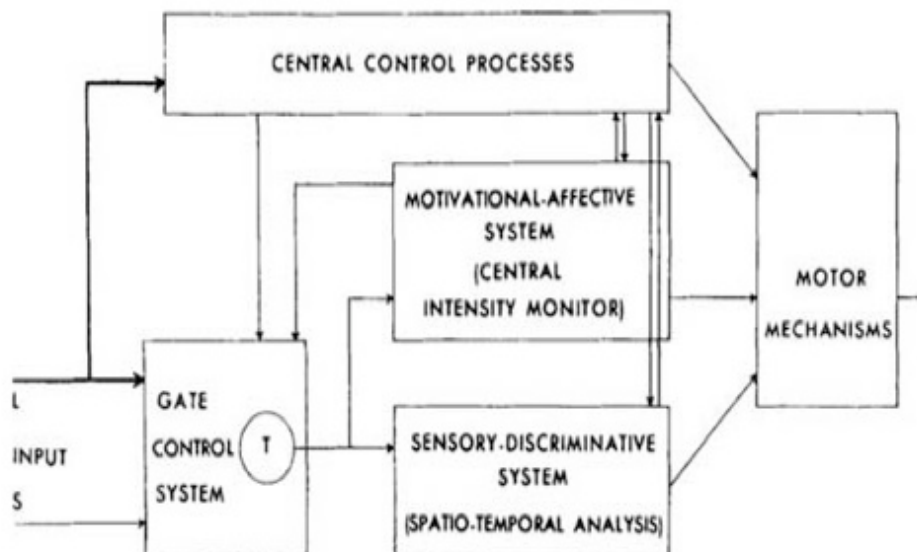 CENTRAL CONTROL PROCESSES
MOTIVATIONAL-AFFECTIVE
SYSTEM
(CENTRAL
INTENSITY MONITOR)
MOTOR
MECHANISMS
L
INPUT
S
GATE
CONTROL
SYSTEM
T
SENSORY-DISCRIMINATIVE
SYSTEM
(SPATIO-TEMPORAL ANALYSIS)